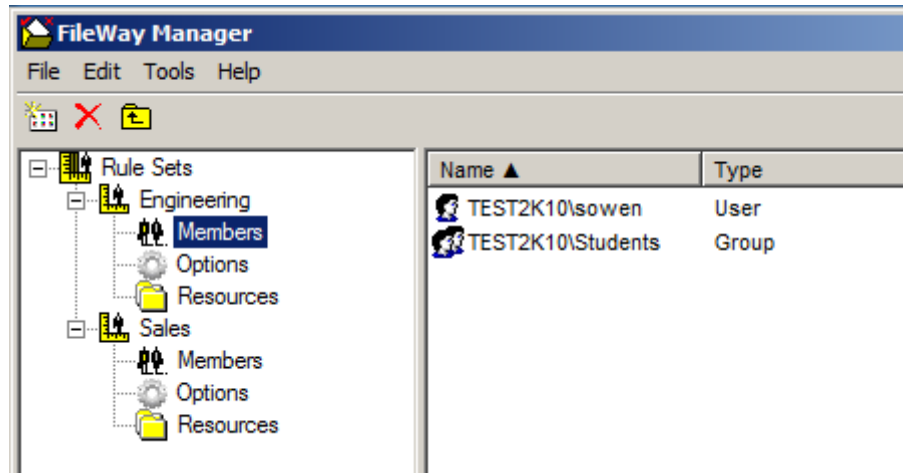 FileWay Manager
File Edit Tools Help
Rule Sets
Engineering
Members
Options
Resources
Sales
Members
Options
Resources
Name ▲ Type
TEST2K10\sowen User
TEST2K10\Students Group